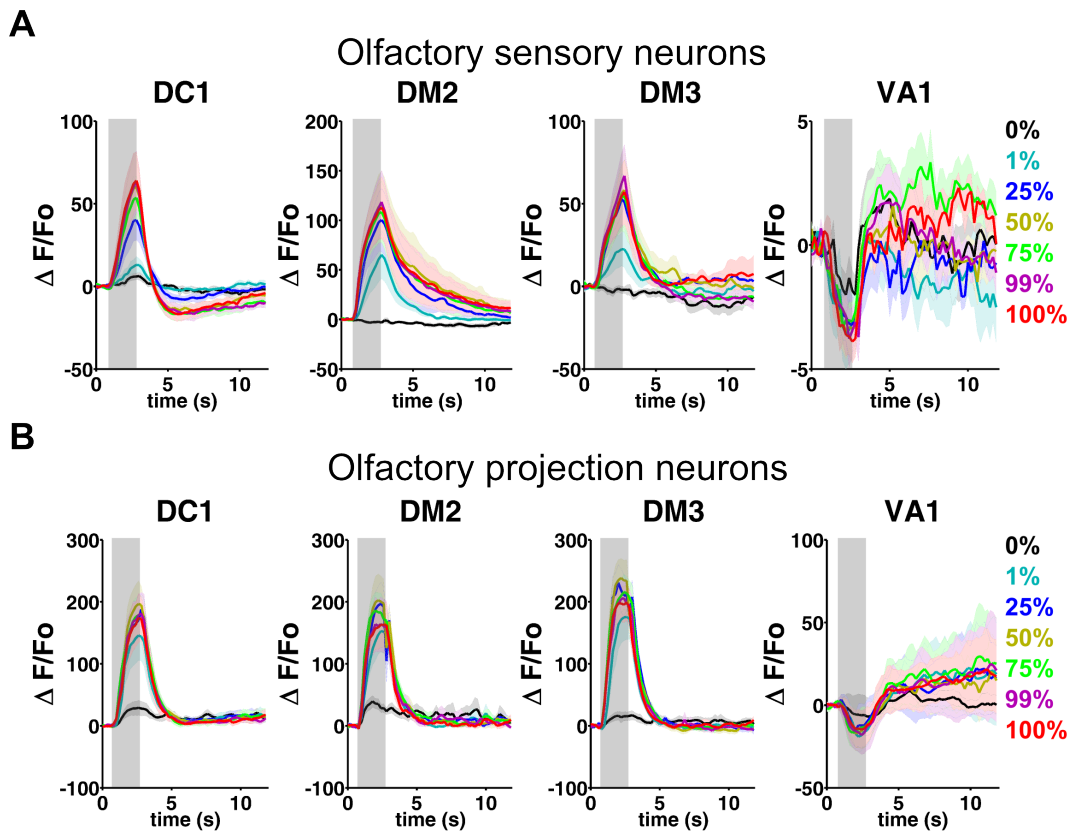 A
Olfactory sensory neurons
DC1 DM2 DM3 VA1
Δ F/Fo
100
50
0
-50
0 5 10
time (s)
Δ F/Fo
200
150
100
50
0
-50
0 5 10
time (s)
Δ F/Fo
100
50
0
-50
0 5 10
time (s)
Δ F/Fo
5
0
-5
0 5 10
time (s)
0%
1%
25%
50%
75%
99%
100%
B
Olfactory projection neurons
DC1 DM2 DM3 VA1
Δ F/Fo
300
200
100
0
-100
0 5 10
time (s)
Δ F/Fo
300
200
100
0
-100
0 5 10
time (s)
Δ F/Fo
300
200
100
0
-100
0 5 10
time (s)
Δ F/Fo
100
50
0
-50
0 5 10
time (s)
0%
1%
25%
50%
75%
99%
100%